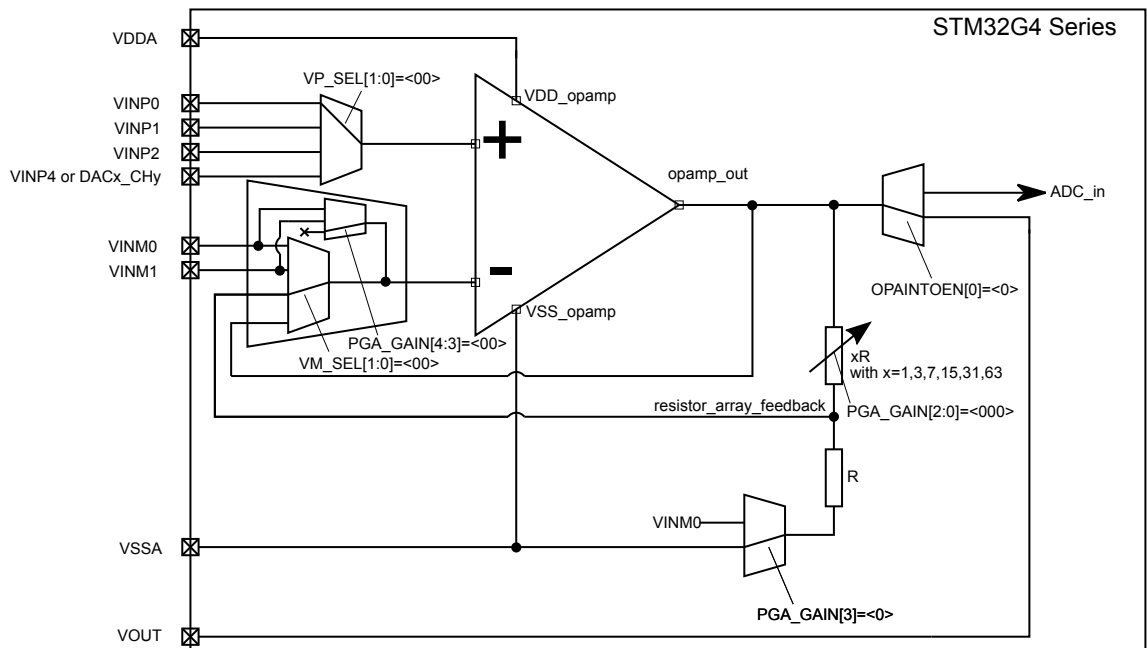 STM32G4 Series
VDDA
VP_SEL[1:0]=<00>
VDD_opamp
VINP0
VINP1
VINP2
VINP4 or DACx_CHy
+
opamp_out
ADC_in
VINM0
VINM1
-
OPAINTOEN[0]=<0>
VSS_opamp
PGA_GAIN[4:3]=<00>
VM_SEL[1:0]=<00>
xR
with x=1,3,7,15,31,63
resistor_array_feedback
PGA_GAIN[2:0]=<000>
R
VINM0
VSSA
PGA_GAIN[3]=<0>
VOUT